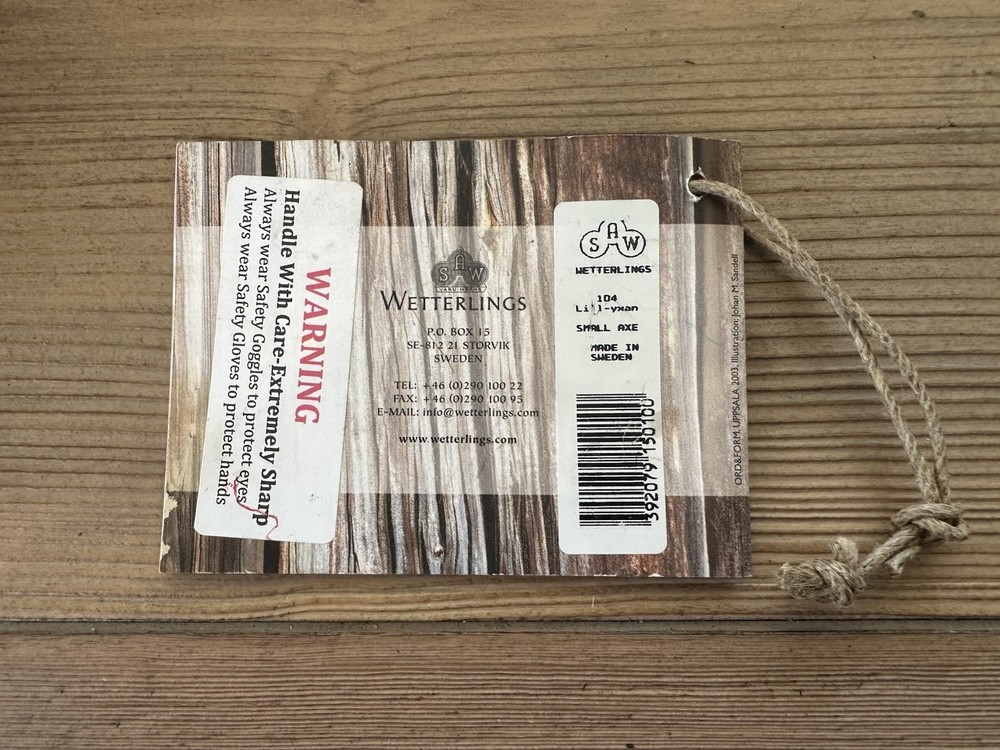 WARNING
Handle With Care-Extremely Sharp
Always wear Safety Goggles to protect eyes
Always wear Safety Gloves to protect hands
SAW
WETTERLINGS
P.O. BOX 15
SE-812 21 STORVIK
SWEDEN
TEL: +46 (0)290 100 22
FAX: +46 (0)290 100 95
E-MAIL: info@wetterlings.com
www.wetterlings.com
SAW
WETTERLINGS
104
Lill-yxan
SMALL AXE
MADE IN
SWEDEN
ORD&FORM, UPPSALA, 2003, Illustration: Johan M. Sandell